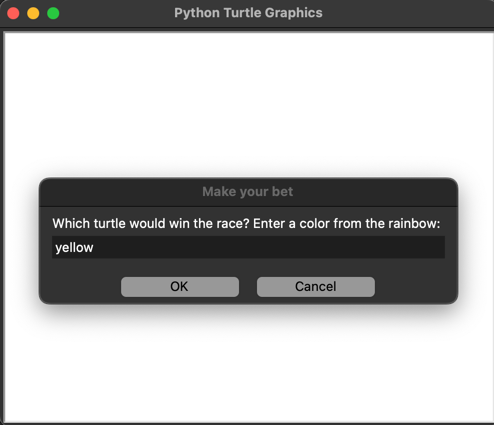 Python Turtle Graphics
Make your bet
Which turtle would win the race? Enter a color from the rainbow:
yellow
OK Cancel